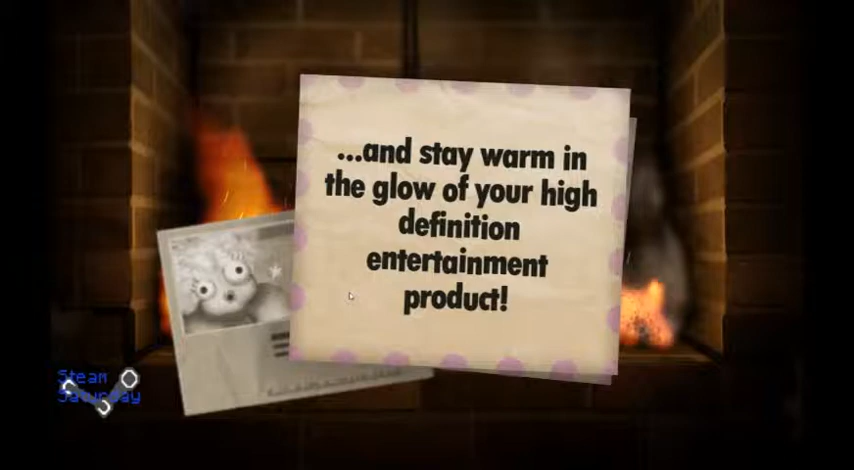 ...and stay warm in
the glow of your high
definition
entertainment
product!
Steam
Saturday